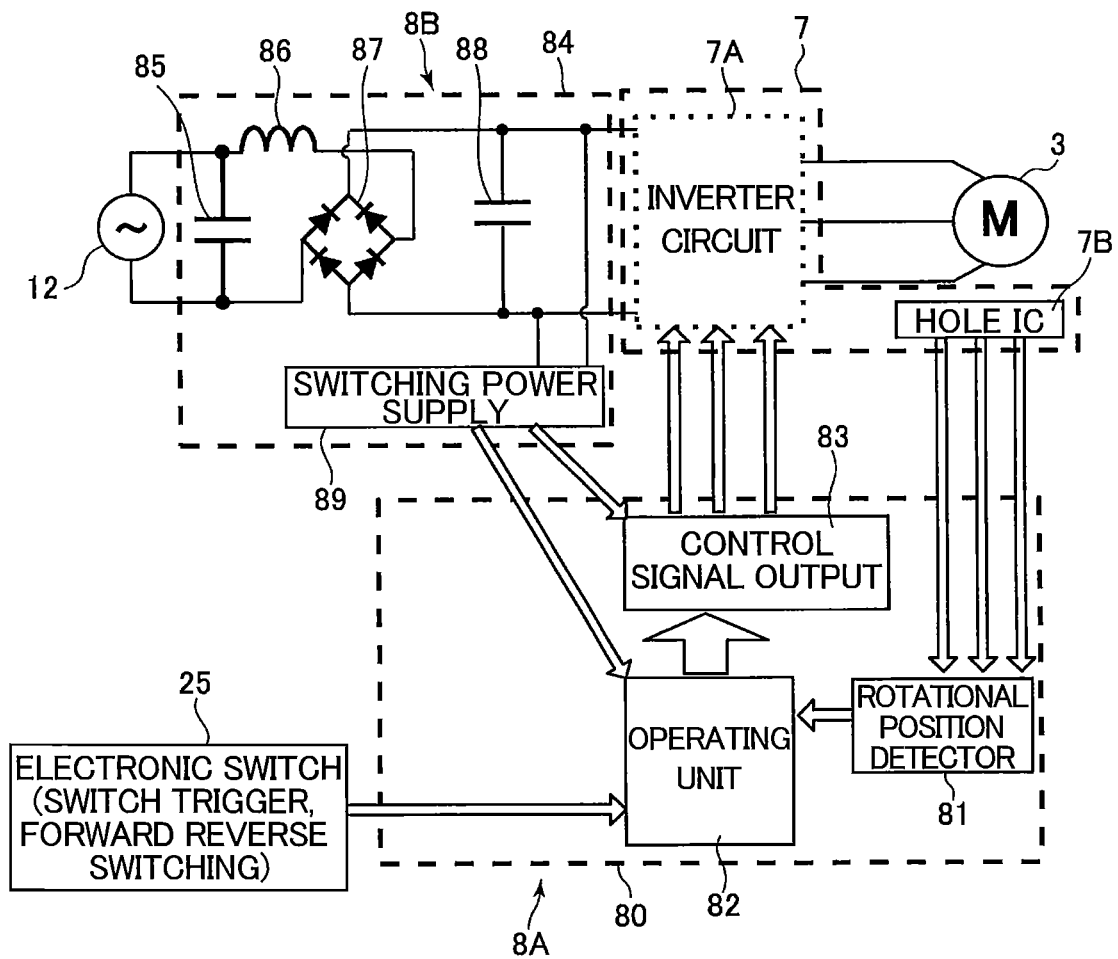 8B
7
86
87
88
84
7A
85
3
INVERTER
CIRCUIT
M
7B
~
12
HOLE IC
SWITCHING POWER
SUPPLY
89
83
CONTROL
SIGNAL OUTPUT
25
ROTATIONAL
POSITION
DETECTOR
OPERATING
UNIT
ELECTRONIC SWITCH
(SWITCH TRIGGER,
FORWARD REVERSE
SWITCHING)
81
82
80
8A